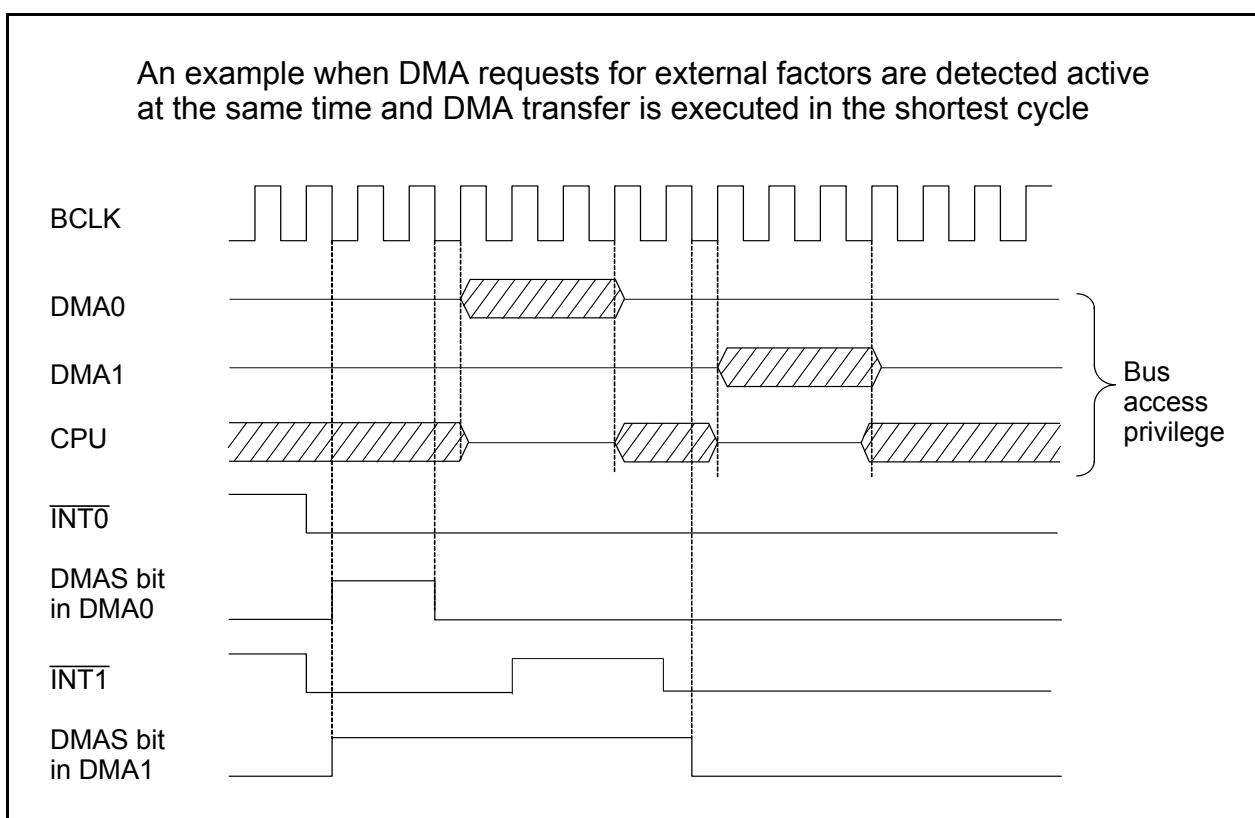 An example when DMA requests for external factors are detected active
at the same time and DMA transfer is executed in the shortest cycle
BCLK
DMA0
DMA1
CPU
Bus
access
privilege
INT0
DMAS bit
in DMA0
INT1
DMAS bit
in DMA1